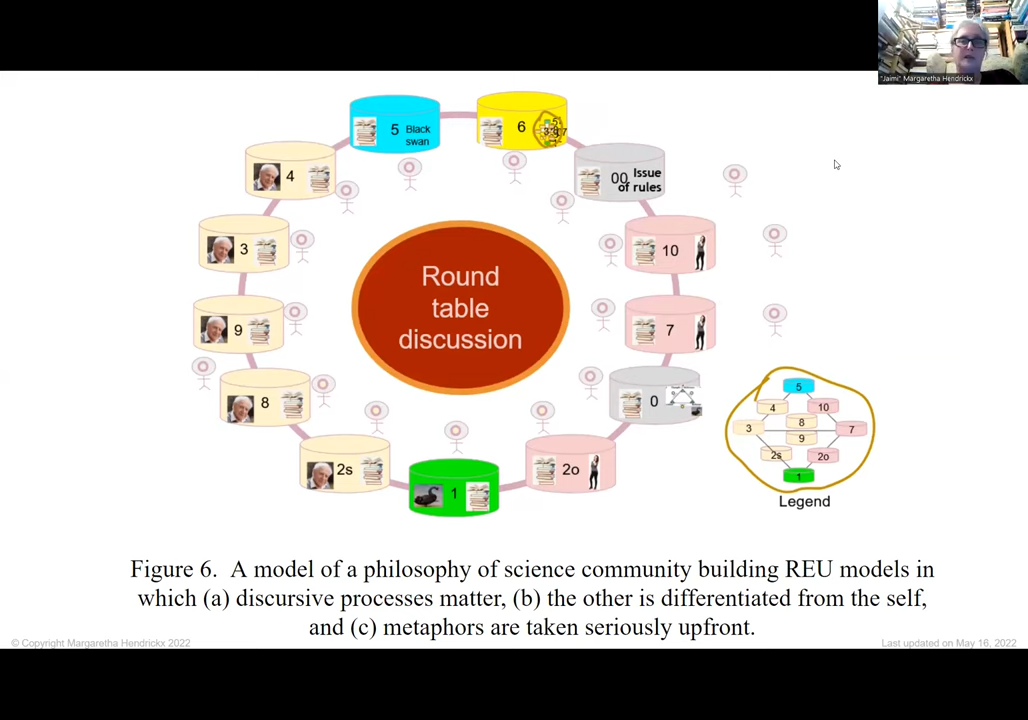 "Jaimi" Margaretha Hendrickx
5 Black
swan
6
4
00 Issue
of rules
3
10
9
7
8
0
2s
1
2o
Round
table
discussion
5
4
10
3
8
7
9
2s
2o
1
Legend
Figure 6. A model of a philosophy of science community building REU models in
which (a) discursive processes matter, (b) the other is differentiated from the self,
and (c) metaphors are taken seriously upfront.
© Copyright Margaretha Hendrickx 2022
Last updated on May 16, 2022